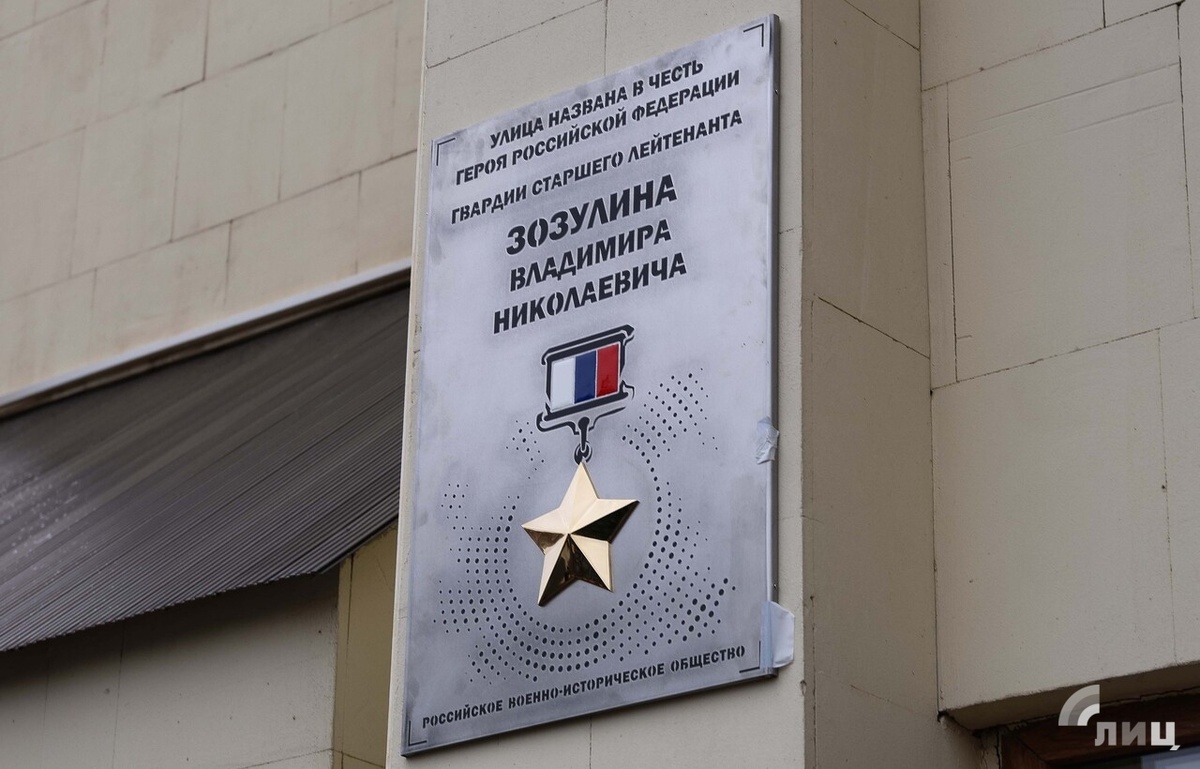 УЛИЦА НАЗВАНА В ЧЕСТЬ
ГЕРОЯ РОССИЙСКОЙ ФЕДЕРАЦИИ
ГВАРДИИ СТАРШЕГО ЛЕЙТЕНАНТА
ЗОЗУЛИНА
ВЛАДИМИРА
НИКОЛАЕВИЧА
РОССИЙСКОЕ ВОЕННО-ИСТОРИЧЕСКОЕ ОБЩЕСТВО
ЛИЦ